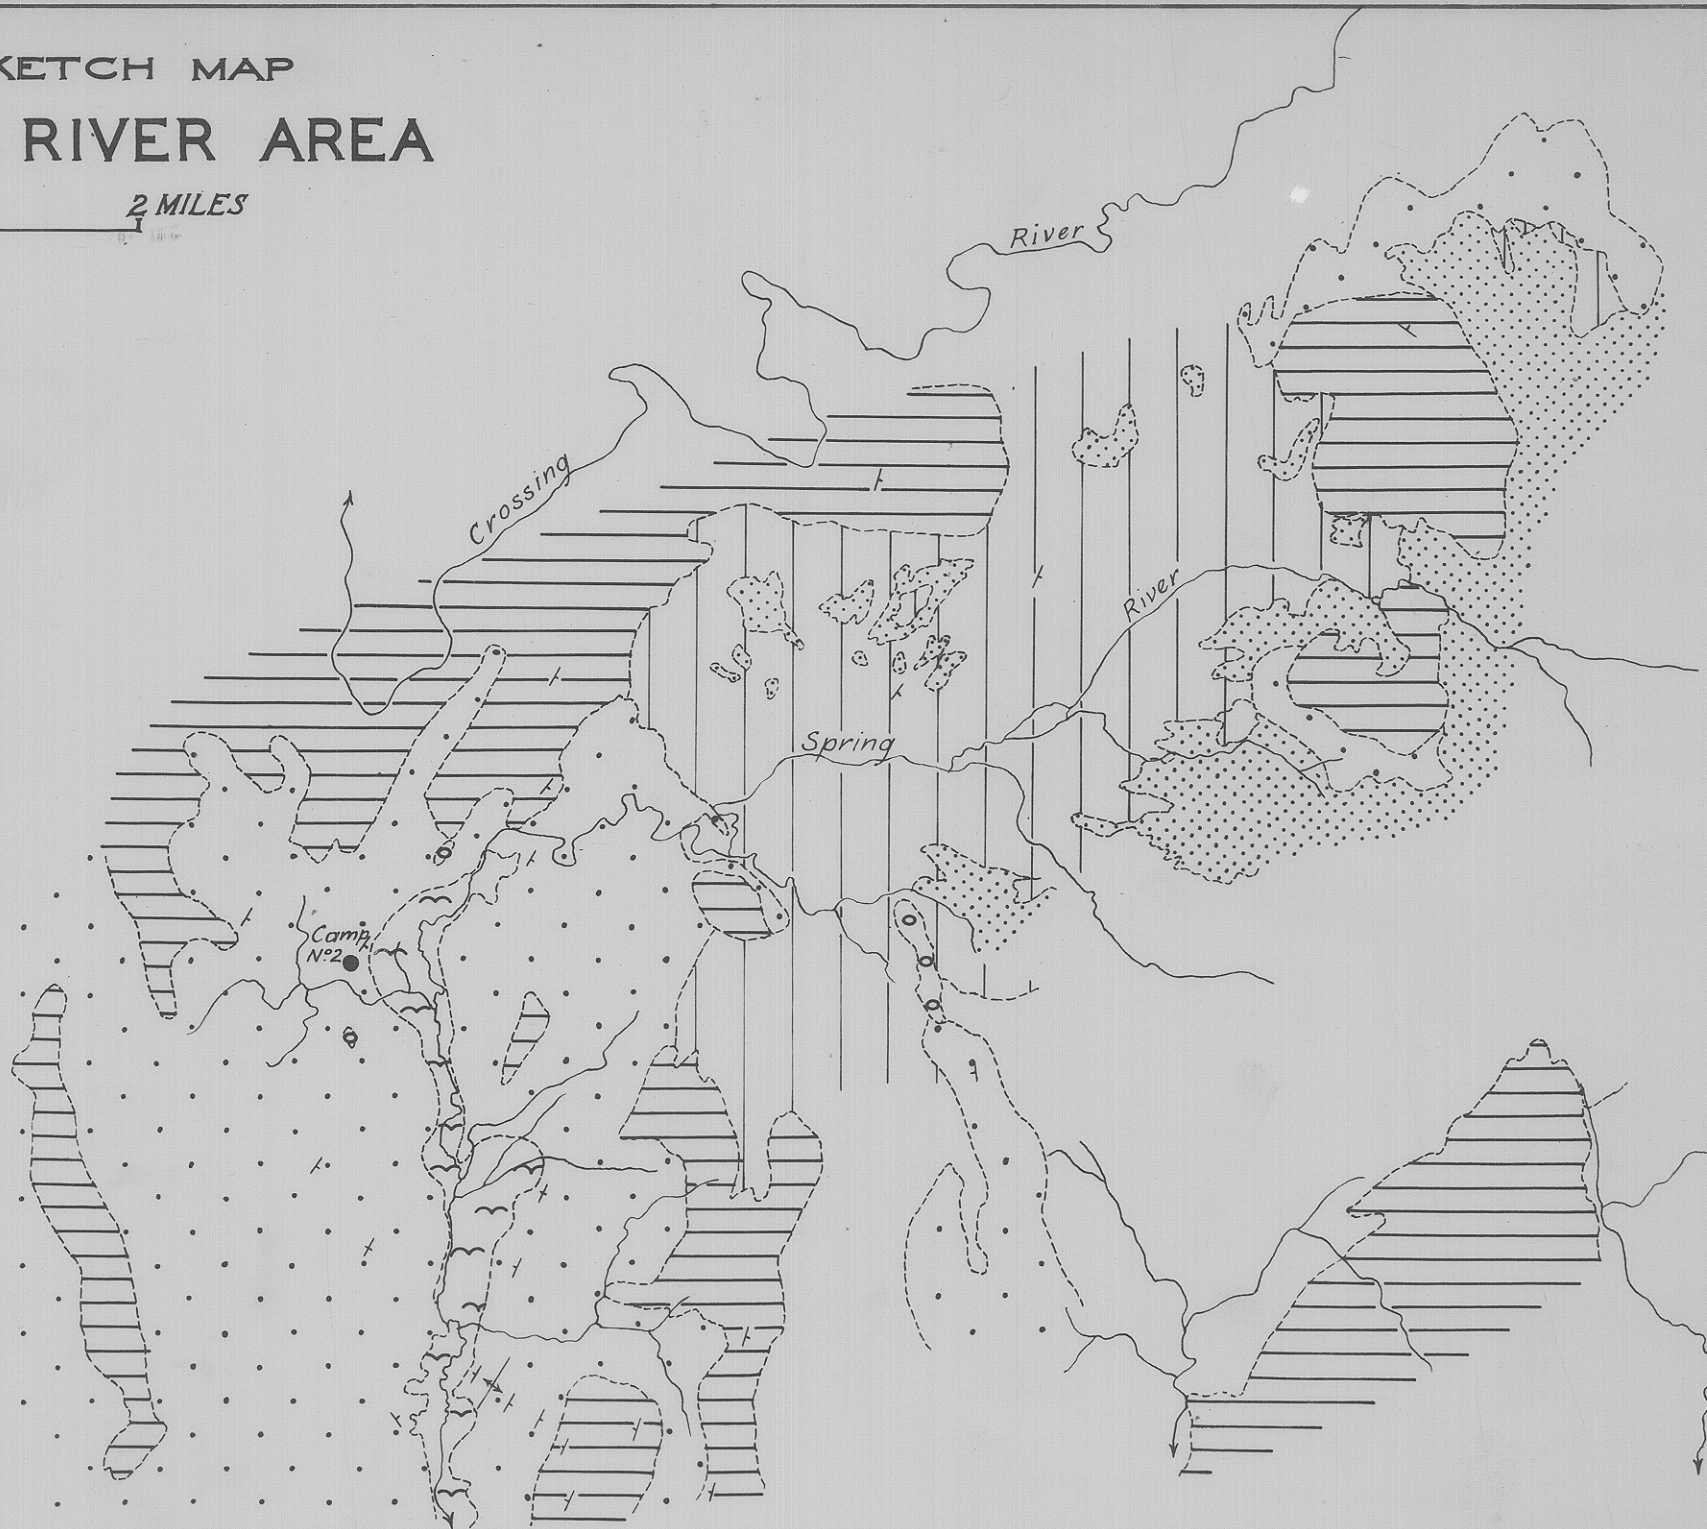 KETCH MAP
RIVER AREA
2 MILES
River
Crossing
River
Spring
Camp
Nº2